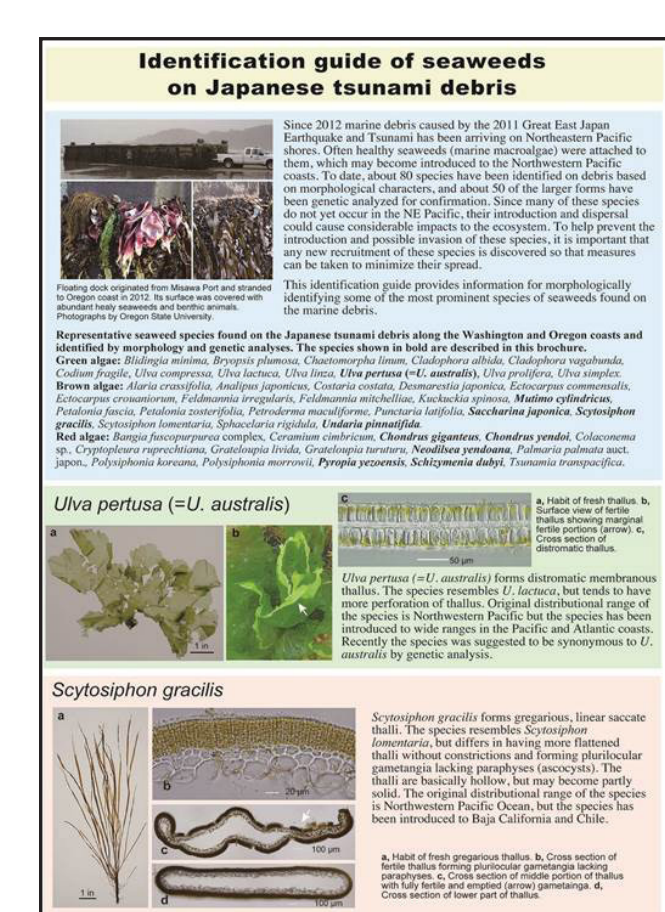 Identification guide of seaweeds
on Japanese tsunami debris
Since 2012 marine debris caused by the 2011 Great East Japan
Earthquake and Tsunami has been arriving on Northeastern Pacific
shores. Often healthy seaweeds (marine macroalgae) were attached to
them, which may become introduced to the Northwestern Pacific
coasts. To date, about 80 species have been identified on debris based
on morphological characters, and about 50 of the larger forms have
been genetic analyzed for confirmation. Since many of these species
do not yet occur in the NE Pacific, their introduction and dispersal
could cause considerable impacts to the ecosystem. To help prevent the
introduction and possible invasion of these species, it is important that
any new recruitment of these species is discovered so that measures
can be taken to minimize their spread.
This identification guide provides information for morphologically
identifying some of the most prominent species of seaweeds found on
the marine debris.
Floating dock originated from Misawa Port and stranded
to Oregon coast in 2012. Its surface was covered with
abundant healy seaweeds and benthic animals.
Photographs by Oregon State University.
Representative seaweed species found on the Japanese tsunami debris along the Washington and Oregon coasts and
identified by morphology and genetic analyses. The species shown in bold are described in this brochure.
Green algae: Blidingia minima, Bryopsis plumosa, Chaetomorpha linum, Cladophora albida, Cladophora vagabunda,
Codium fragile, Ulva compressa, Ulva lactuca, Ulva linza, Ulva pertusa (=U. australis), Ulva prolifera, Ulva simplex.
Brown algae: Alaria crassifolia, Analipus japonicus, Costaria costata, Desmarestia japonica, Ectocarpus commensalis,
Ectocarpus crouaniorum, Feldmannia irregularis, Feldmannia mitchelliae, Kuckuckia spinosa, Mutimo cylindricus,
Petalonia fascia, Petalonia zosterifolia, Petroderma maculiforme, Punctaria latifolia, Saccharina japonica, Scytosiphon
gracilis, Scytosiphon lomentaria, Sphacelaria rigidula, Undaria pinnatifida.
Red algae: Bangia fuscopurpurea complex, Ceramium cimbricum, Chondrus giganteus, Chondrus yendoi, Colaconema
sp., Cryptopleura ruprechtiana, Grateloupia livida, Grateloupia turuturu, Neodilsea yendoana, Palmaria palmata auct.
japon., Polysiphonia koreana, Polysiphonia morrowii, Pyropia yezoensis, Schizymenia dubyi, Tsunamia transpacifica.
Ulva pertusa (=U. australis)
a
1 in
b
c
50 µm
a, Habit of fresh thallus. b,
Surface view of fertile
thallus showing marginal
fertile portions (arrow). c,
Cross section of
distromatic thallus.
Ulva pertusa (=U. australis) forms distromatic membranous
thallus. The species resembles U. lactuca, but tends to have
more perforation of thallus. Original distributional range of
the species is Northwestern Pacific but the species has been
introduced to wide ranges in the Pacific and Atlantic coasts.
Recently the species was suggested to be synonymous to U.
australis by genetic analysis.
Scytosiphon gracilis
a
1 in
b
20 µm
c
100 µm
d
100 µm
Scytosiphon gracilis forms gregarious, linear saccate
thalli. The species resembles Scytosiphon
lomentaria, but differs in having more flattened
thalli without constrictions and forming plurilocular
gametangia lacking paraphyses (ascocysts). The
thalli are basically hollow, but may become partly
solid. The original distributional range of the species
is Northwestern Pacific Ocean, but the species has
been introduced to Baja California and Chile.
a, Habit of fresh gregarious thallus. b, Cross section of
fertile thallus forming plurilocular gametangia lacking
paraphyses. c, Cross section of middle portion of thallus
with fully fertile and emptied (arrow) gametainga. d,
Cross section of lower part of thallus.